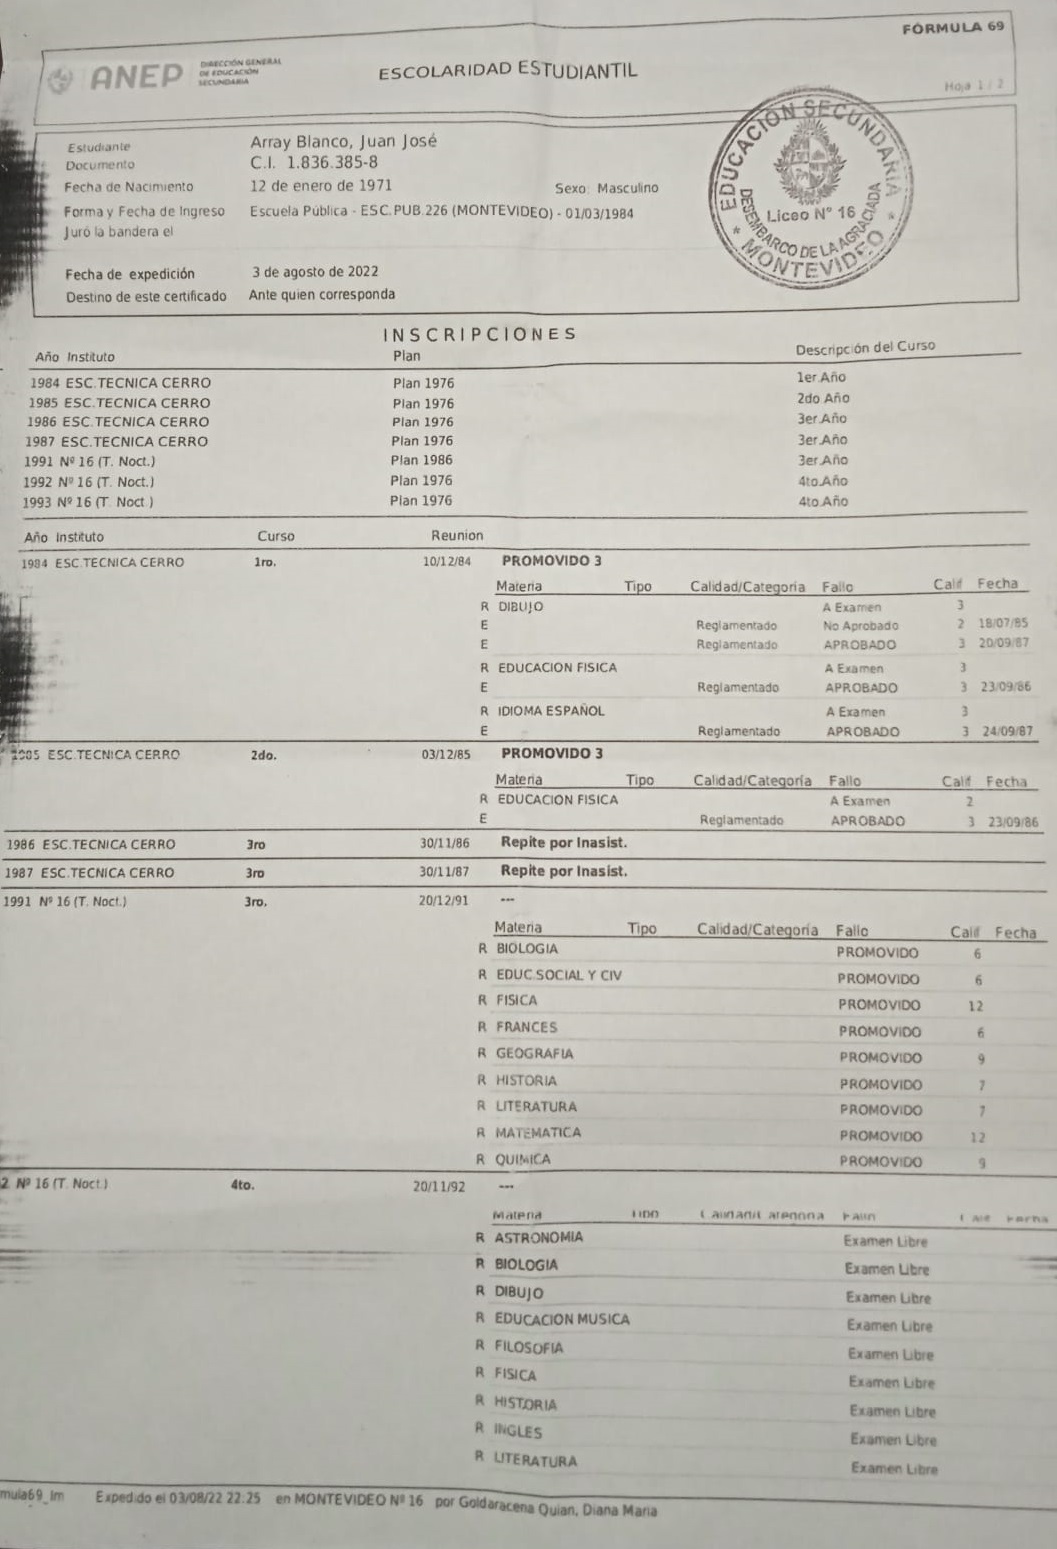 FÓRMULA 69
ANEP DIRECCIÓN GENERAL DE EDUCACIÓN SECUNDARIA
ESCOLARIDAD ESTUDIANTIL
Hoja 1 / 2
EDUCACIÓN SECUNDARIA
Liceo N° 16
DESEMBARCO DE LA AGRACIADA
* MONTEVIDEO *
Estudiante Array Blanco, Juan José
Documento C.I. 1.836.385-8
Fecha de Nacimiento 12 de enero de 1971 Sexo: Masculino
Forma y Fecha de Ingreso Escuela Pública - ESC.PUB.226 (MONTEVIDEO) - 01/03/1984
Juró la bandera el
Fecha de expedición 3 de agosto de 2022
Destino de este certificado Ante quien corresponda
INSCRIPCIONES
Año Instituto Plan Descripción del Curso
1984 ESC.TECNICA CERRO Plan 1976 1er.Año
1985 ESC.TECNICA CERRO Plan 1976 2do Año
1986 ESC.TECNICA CERRO Plan 1976 3er.Año
1987 ESC.TECNICA CERRO Plan 1976 3er.Año
1991 Nº 16 (T. Noct.) Plan 1986 3er.Año
1992 Nº 16 (T. Noct.) Plan 1976 4to.Año
1993 Nº 16 (T. Noct.) Plan 1976 4to.Año
Año Instituto Curso Reunion
1984 ESC.TECNICA CERRO 1ro. 10/12/84 PROMOVIDO 3
Materia Tipo Calidad/Categoría Fallo Calif Fecha
R DIBUJO A Examen 3
E Reglamentado No Aprobado 2 18/07/85
E Reglamentado APROBADO 3 20/09/87
R EDUCACION FISICA A Examen 3
E Reglamentado APROBADO 3 23/09/86
R IDIOMA ESPAÑOL A Examen 3
E Reglamentado APROBADO 3 24/09/87
1985 ESC.TECNICA CERRO 2do. 03/12/85 PROMOVIDO 3
Materia Tipo Calidad/Categoría Fallo Calif Fecha
R EDUCACION FISICA A Examen 2
E Reglamentado APROBADO 3 23/09/86
1986 ESC.TECNICA CERRO 3ro 30/11/86 Repite por Inasist.
1987 ESC.TECNICA CERRO 3ro 30/11/87 Repite por Inasist.
1991 Nº 16 (T. Noct.) 3ro. 20/12/91 ---
Materia Tipo Calidad/Categoría Fallo Calif Fecha
R BIOLOGIA PROMOVIDO 6
R EDUC.SOCIAL Y CIV PROMOVIDO 6
R FISICA PROMOVIDO 12
R FRANCES PROMOVIDO 6
R GEOGRAFIA PROMOVIDO 9
R HISTORIA PROMOVIDO 7
R LITERATURA PROMOVIDO 7
R MATEMATICA PROMOVIDO 12
R QUIMICA PROMOVIDO 9
2 Nº 16 (T. Noct.) 4to. 20/11/92 ---
Materia Tipo Calidad/Categoría Fallo Calif Fecha
R ASTRONOMIA Examen Libre
R BIOLOGIA Examen Libre
R DIBUJO Examen Libre
R EDUCACION MUSICA Examen Libre
R FILOSOFIA Examen Libre
R FISICA Examen Libre
R HISTORIA Examen Libre
R INGLES Examen Libre
R LITERATURA Examen Libre
mula69_lm Expedido el 03/08/22 22:25 en MONTEVIDEO Nº 16 por Goldaracena Quian, Diana Maria